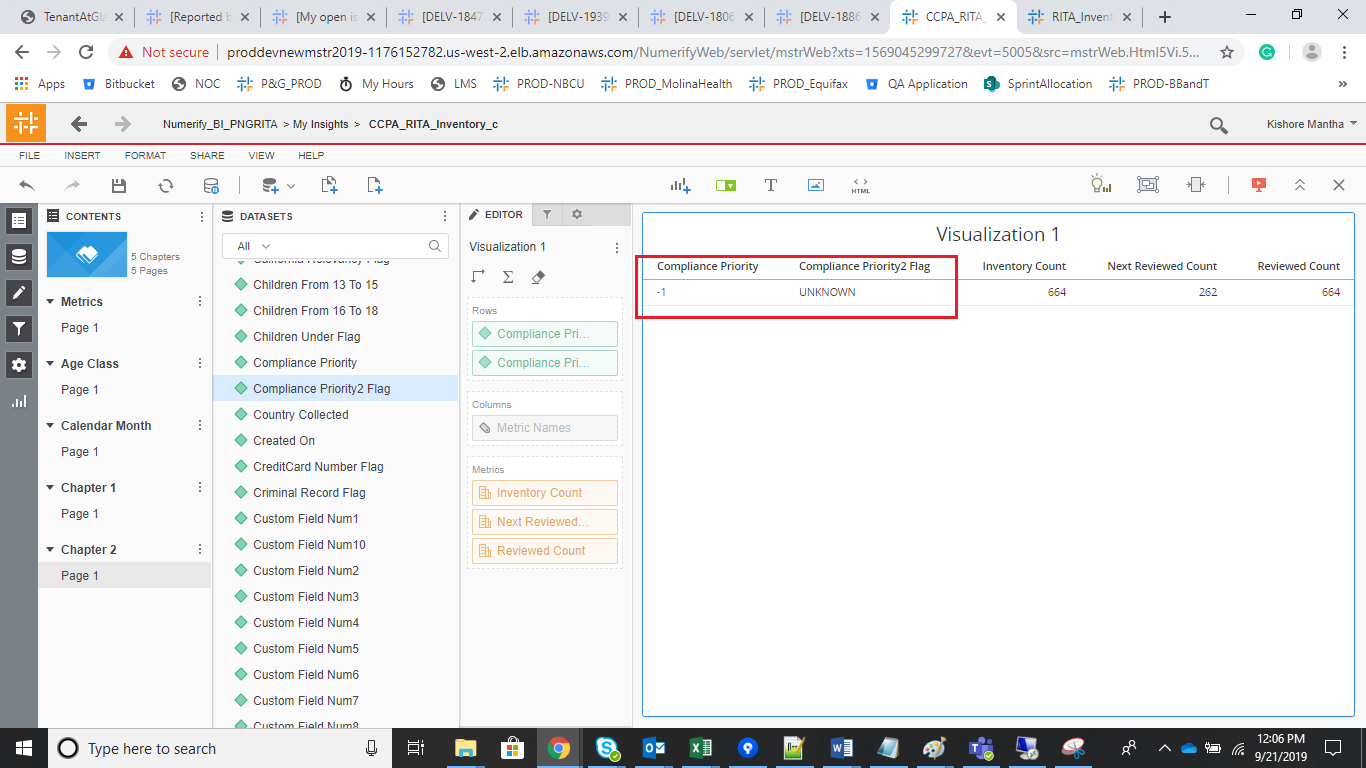 TenantAtGla
[Reported b
[My open is
[DELV-1847
[DELV-1939
[DELV-1806
[DELV-1886
CCPA_RITA_
RITA_Invent
Not secure
proddevnewmstr2019-1176152782.us-west-2.elb.amazonaws.com/NumerifyWeb/servlet/mstrWeb?xts=1569045299727&evt=5005&src=mstrWeb.Html5Vi.5...
Apps
Bitbucket
NOC
P&G_PROD
My Hours
LMS
PROD-NBCU
PROD_MolinaHealth
PROD_Equifax
QA Application
SprintAllocation
PROD-BBandT
Numerify_BI_PNGRITA > My Insights > CCPA_RITA_Inventory_c
Kishore Mantha
FILE INSERT FORMAT SHARE VIEW HELP
HTML
CONTENTS
5 Chapters
5 Pages
Metrics
Page 1
Age Class
Page 1
Calendar Month
Page 1
Chapter 1
Page 1
Chapter 2
Page 1
DATASETS
All
California Relevancy Flag
Children From 13 To 15
Children From 16 To 18
Children Under Flag
Compliance Priority
Compliance Priority2 Flag
Country Collected
Created On
CreditCard Number Flag
Criminal Record Flag
Custom Field Num1
Custom Field Num10
Custom Field Num2
Custom Field Num3
Custom Field Num4
Custom Field Num5
Custom Field Num6
Custom Field Num7
Custom Field Num8
EDITOR
Visualization 1
Rows
Compliance Pri...
Compliance Pri...
Columns
Metric Names
Metrics
Inventory Count
Next Reviewed...
Reviewed Count
Visualization 1
Compliance Priority Compliance Priority2 Flag Inventory Count Next Reviewed Count Reviewed Count
-1 UNKNOWN 664 262 664
Type here to search
12:06 PM
9/21/2019